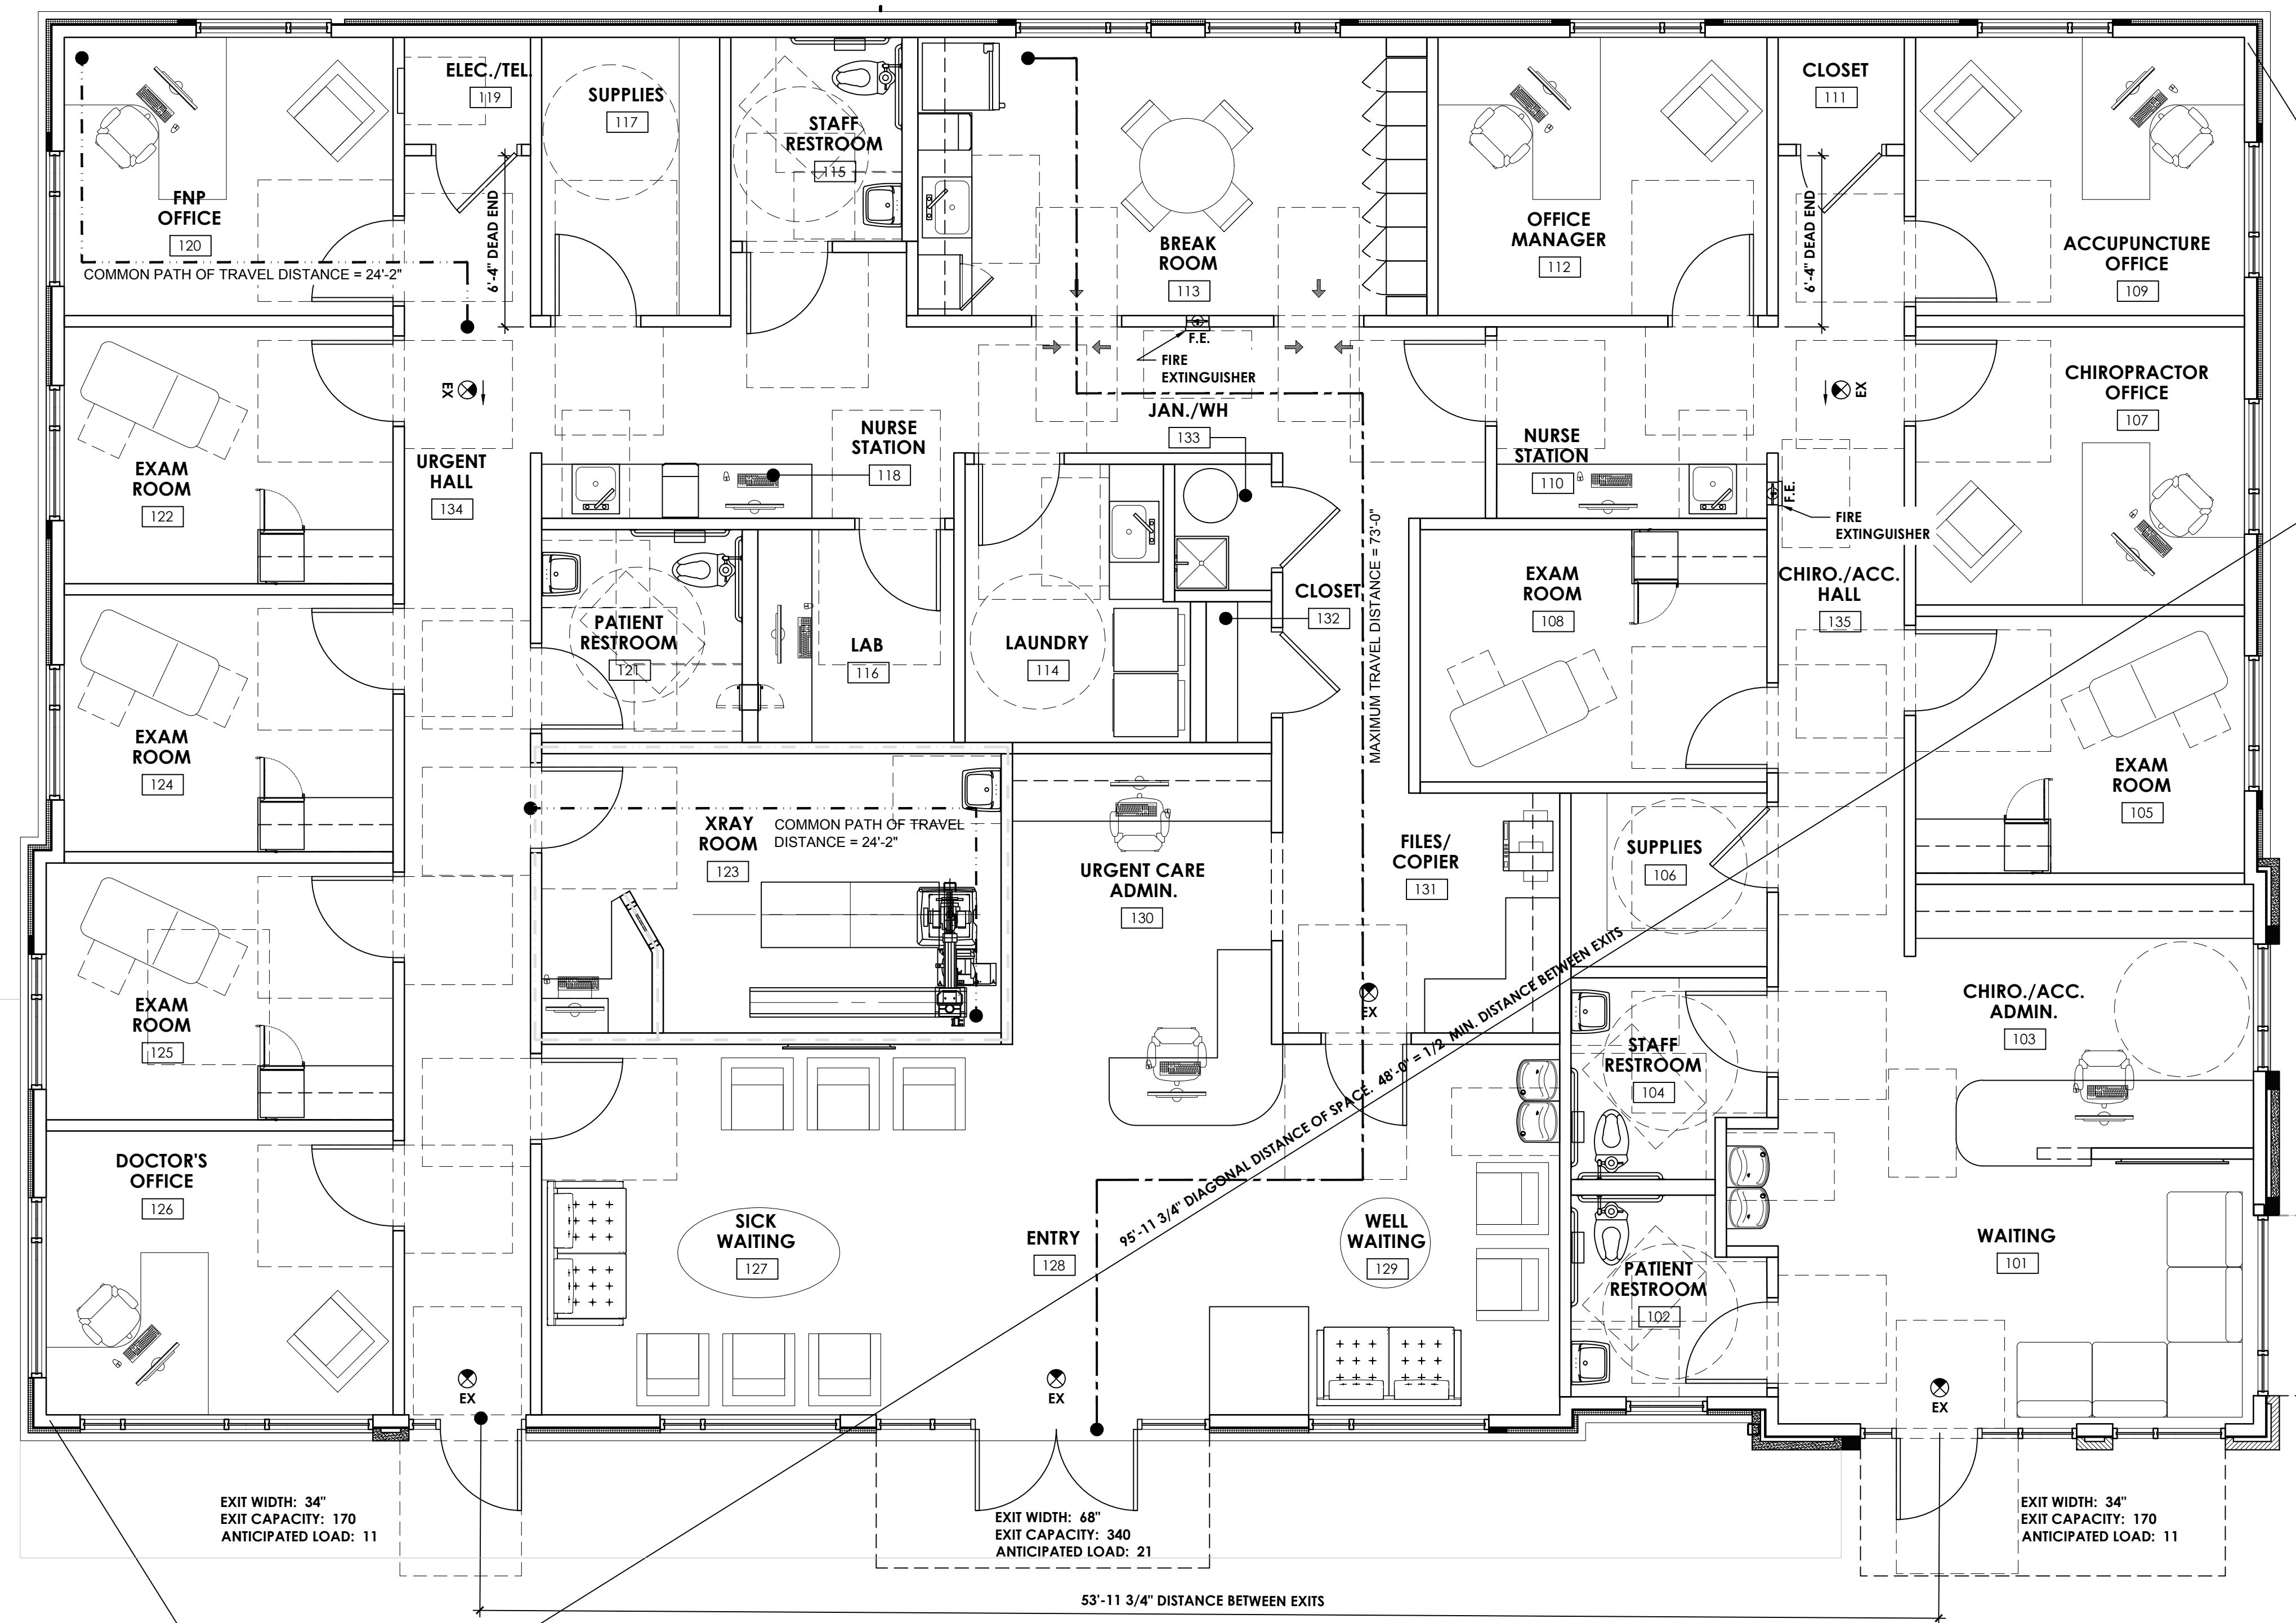 ELEC./TEL.
119
SUPPLIES
117
STAFF
RESTROOM
115
CLOSET
111
FNP
OFFICE
120
COMMON PATH OF TRAVEL DISTANCE = 24'-2"
6'-4" DEAD END
BREAK
ROOM
113
OFFICE
MANAGER
112
6'-4" DEAD END
ACCUPUNCTURE
OFFICE
109
F.E.
FIRE
EXTINGUISHER
EX
EX
CHIROPRACTOR
OFFICE
107
JAN./WH
133
NURSE
STATION
118
NURSE
STATION
110
EXAM
ROOM
122
URGENT
HALL
134
F.E.
FIRE
EXTINGUISHER
MAXIMUM TRAVEL DISTANCE = 73'-0"
EXAM
ROOM
108
CHIRO./ACC.
HALL
135
CLOSET
132
PATIENT
RESTROOM
121
LAB
116
LAUNDRY
114
EXAM
ROOM
124
EXAM
ROOM
105
XRAY
ROOM
123
COMMON PATH OF TRAVEL
DISTANCE = 24'-2"
URGENT CARE
ADMIN.
130
FILES/
COPIER
131
SUPPLIES
106
EXAM
ROOM
125
EX
CHIRO./ACC.
ADMIN.
103
STAFF
RESTROOM
104
95'-11 3/4" DIAGONAL DISTANCE OF SPACE. 48'-0" = 1/2 MIN. DISTANCE BETWEEN EXITS
DOCTOR'S
OFFICE
126
SICK
WAITING
127
ENTRY
128
WELL
WAITING
129
PATIENT
RESTROOM
102
WAITING
101
EX
EX
EX
EXIT WIDTH: 34"
EXIT CAPACITY: 170
ANTICIPATED LOAD: 11
EXIT WIDTH: 68"
EXIT CAPACITY: 340
ANTICIPATED LOAD: 21
EXIT WIDTH: 34"
EXIT CAPACITY: 170
ANTICIPATED LOAD: 11
53'-11 3/4" DISTANCE BETWEEN EXITS